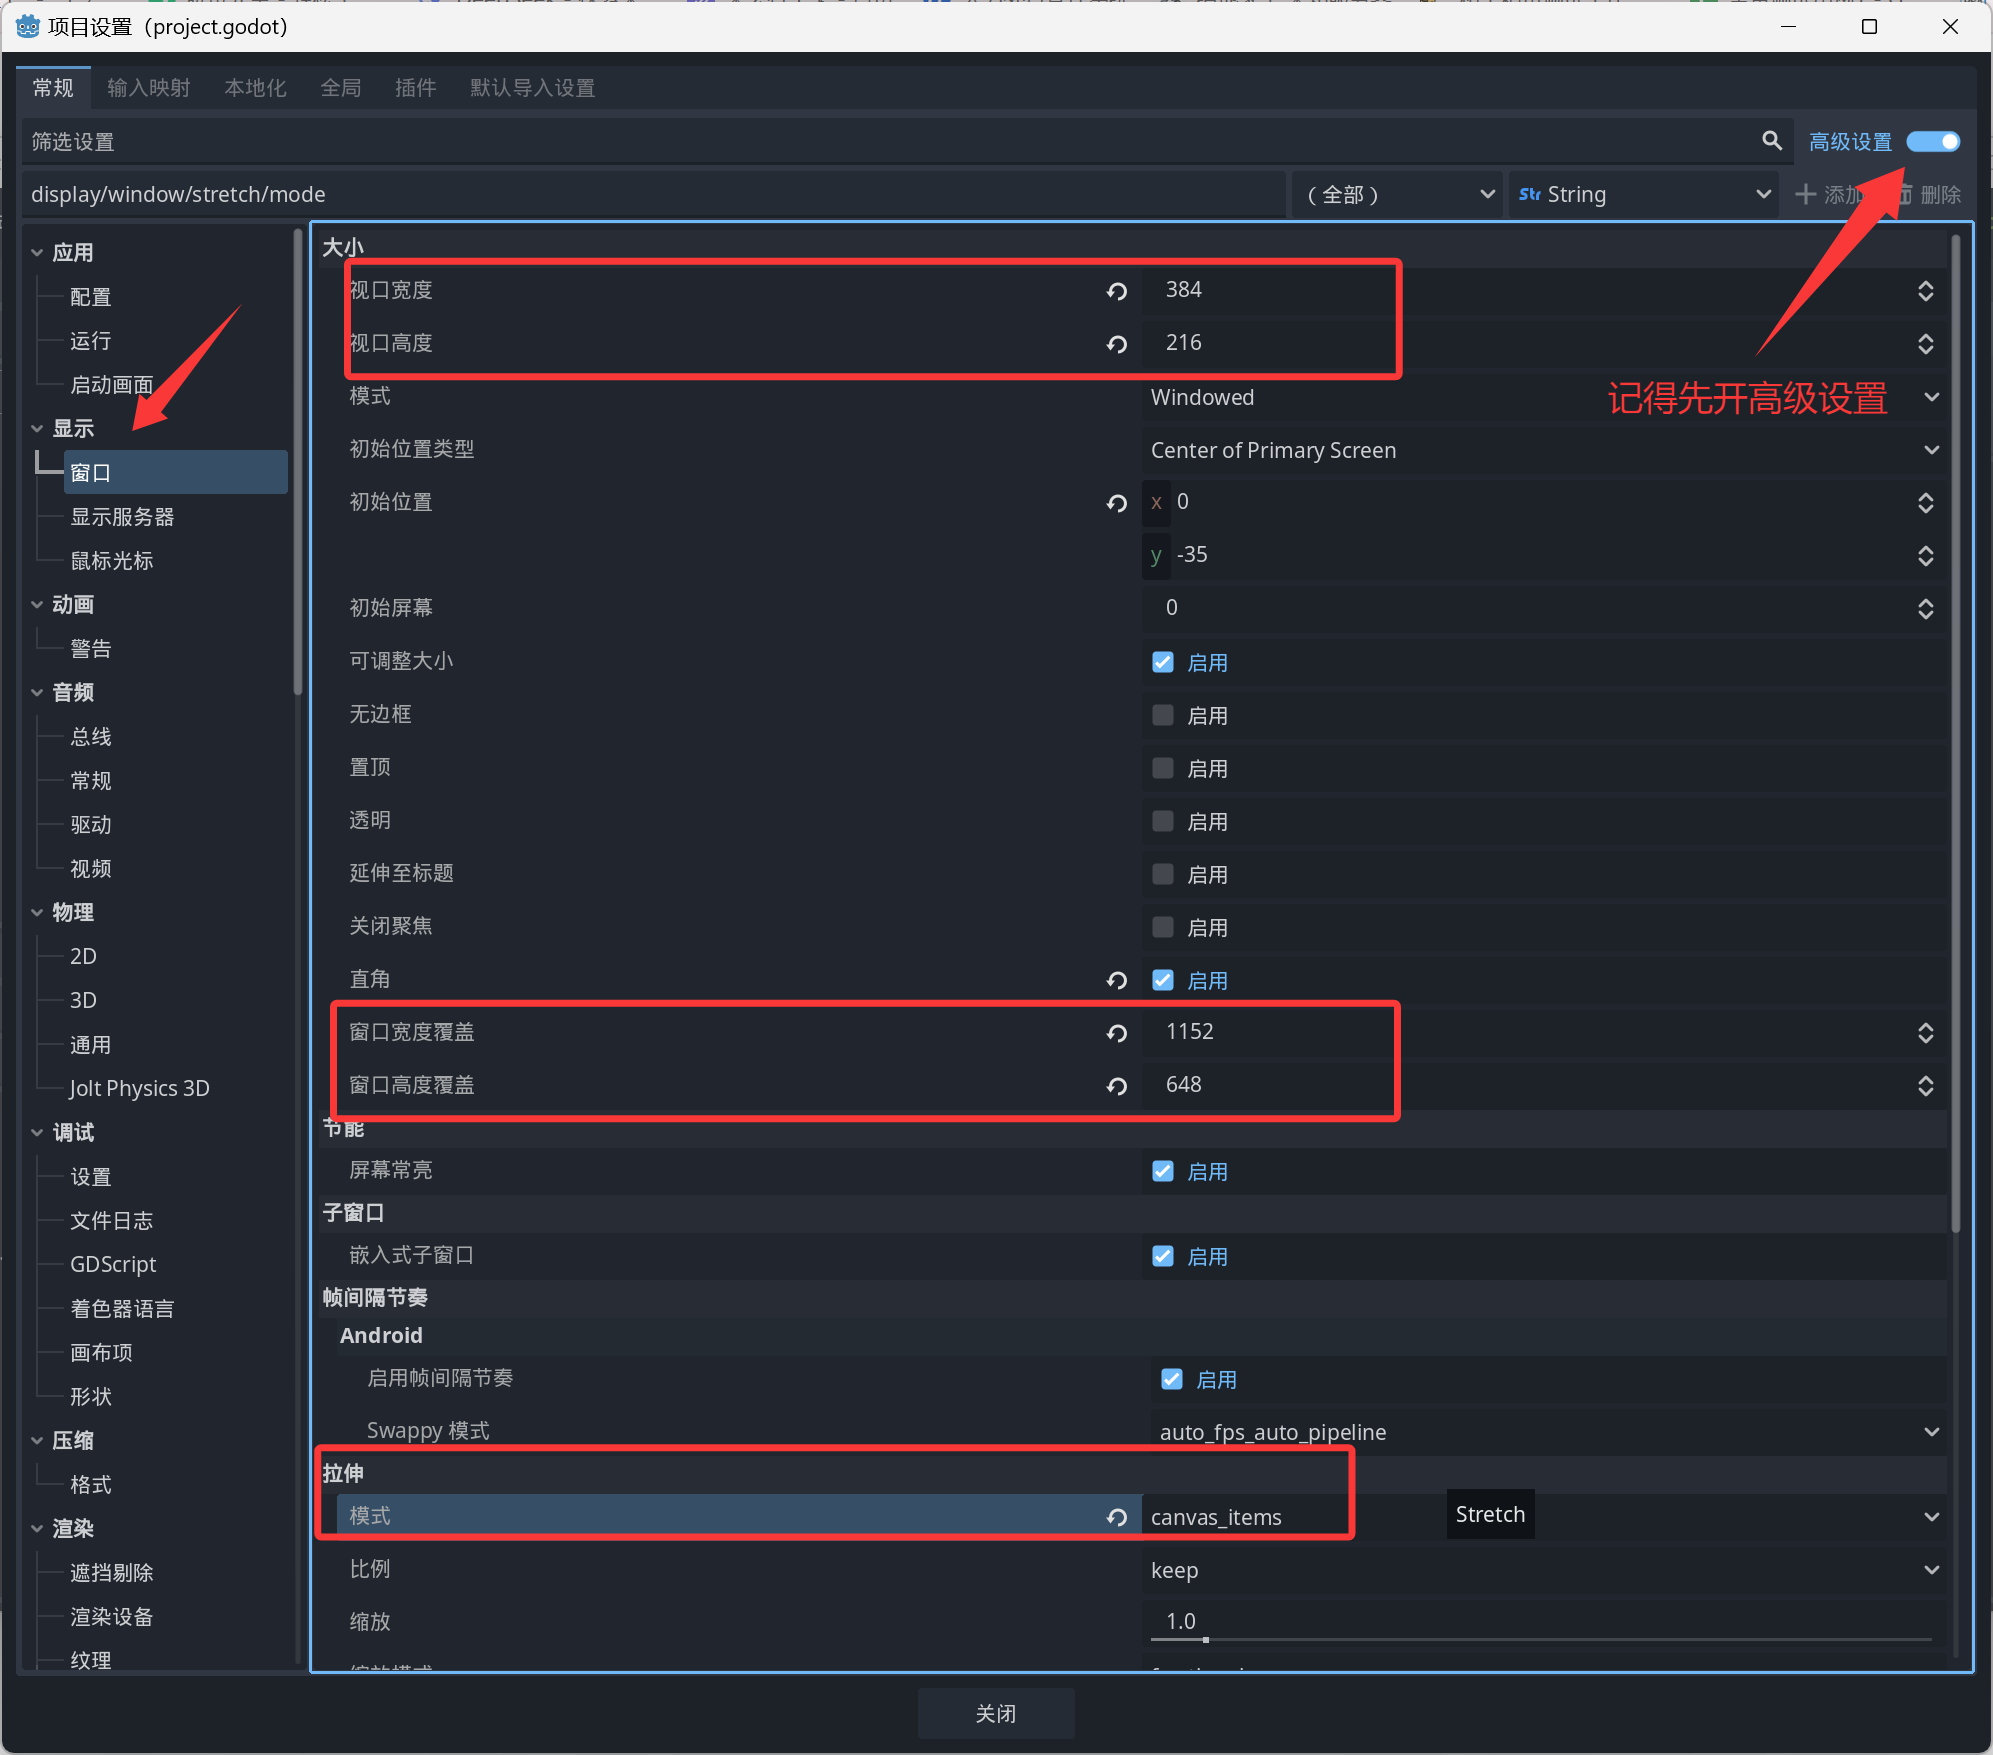 项目设置（project.godot）
常规 输入映射 本地化 全局 插件 默认导入设置
筛选设置 高级设置
display/window/stretch/mode （全部） Str String 添加 删除
应用
配置
运行
启动画面
显示
窗口
显示服务器
鼠标光标
动画
警告
音频
总线
常规
驱动
视频
物理
2D
3D
通用
Jolt Physics 3D
调试
设置
文件日志
GDScript
着色器语言
画布项
形状
压缩
格式
渲染
遮挡剔除
渲染设备
纹理
大小
视口宽度 384
视口高度 216
模式 Windowed
记得先开高级设置
初始位置类型 Center of Primary Screen
初始位置 x 0
y -35
初始屏幕 0
可调整大小 启用
无边框 启用
置顶 启用
透明 启用
延伸至标题 启用
关闭聚焦 启用
直角 启用
窗口宽度覆盖 1152
窗口高度覆盖 648
节能
屏幕常亮 启用
子窗口
嵌入式子窗口 启用
帧间隔节奏
Android
启用帧间隔节奏 启用
Swappy 模式 auto_fps_auto_pipeline
拉伸
模式 canvas_items Stretch
比例 keep
缩放 1.0
关闭